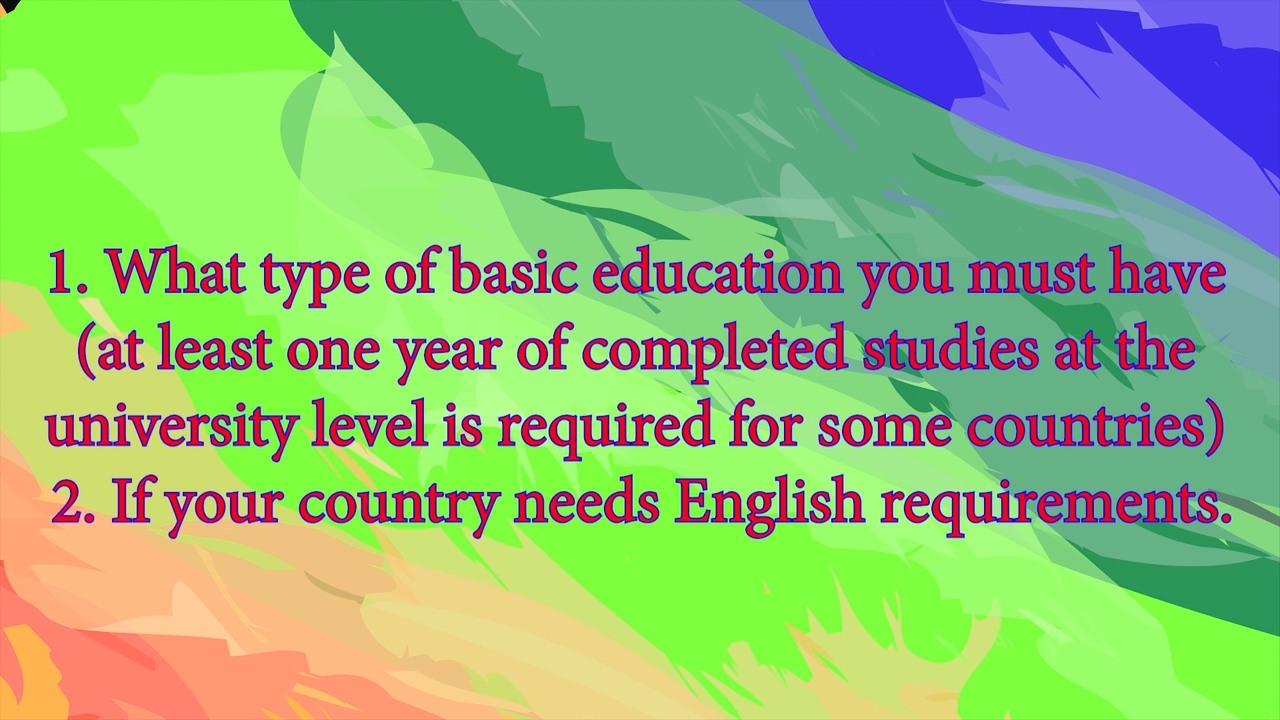 1. What type of basic education you must have
(at least one year of completed studies at the
university level is required for some countries)
2. If your country needs English requirements.